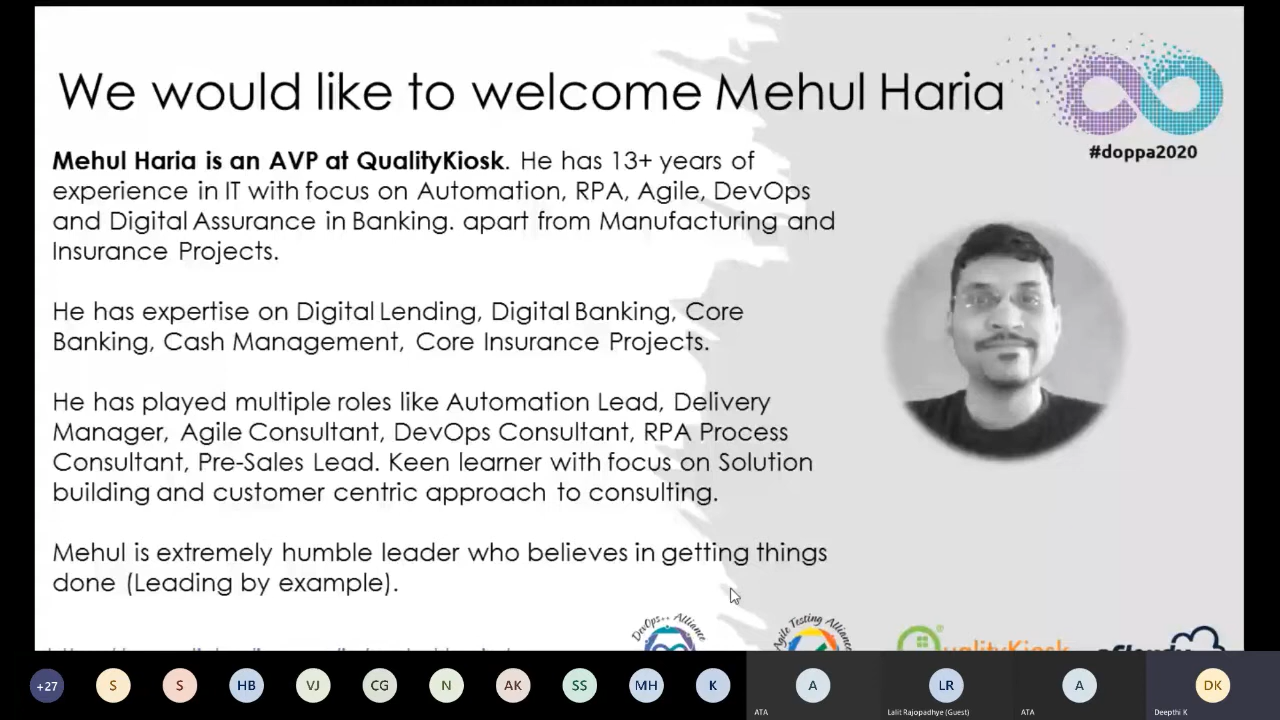 We would like to welcome Mehul Haria
#doppa2020
Mehul Haria is an AVP at QualityKiosk. He has 13+ years of
experience in IT with focus on Automation, RPA, Agile, DevOps
and Digital Assurance in Banking. apart from Manufacturing and
Insurance Projects.
He has expertise on Digital Lending, Digital Banking, Core
Banking, Cash Management, Core Insurance Projects.
He has played multiple roles like Automation Lead, Delivery
Manager, Agile Consultant, DevOps Consultant, RPA Process
Consultant, Pre-Sales Lead. Keen learner with focus on Solution
building and customer centric approach to consulting.
Mehul is extremely humble leader who believes in getting things
done (Leading by example).
DevOps++ Alliance
Agile Testing Alliance
QualityKiosk
+27
S
S
HB
VJ
CG
N
AK
SS
MH
K
A
ATA
LR
Lalit Rajopadhye (Guest)
A
ATA
DK
Deepthi K